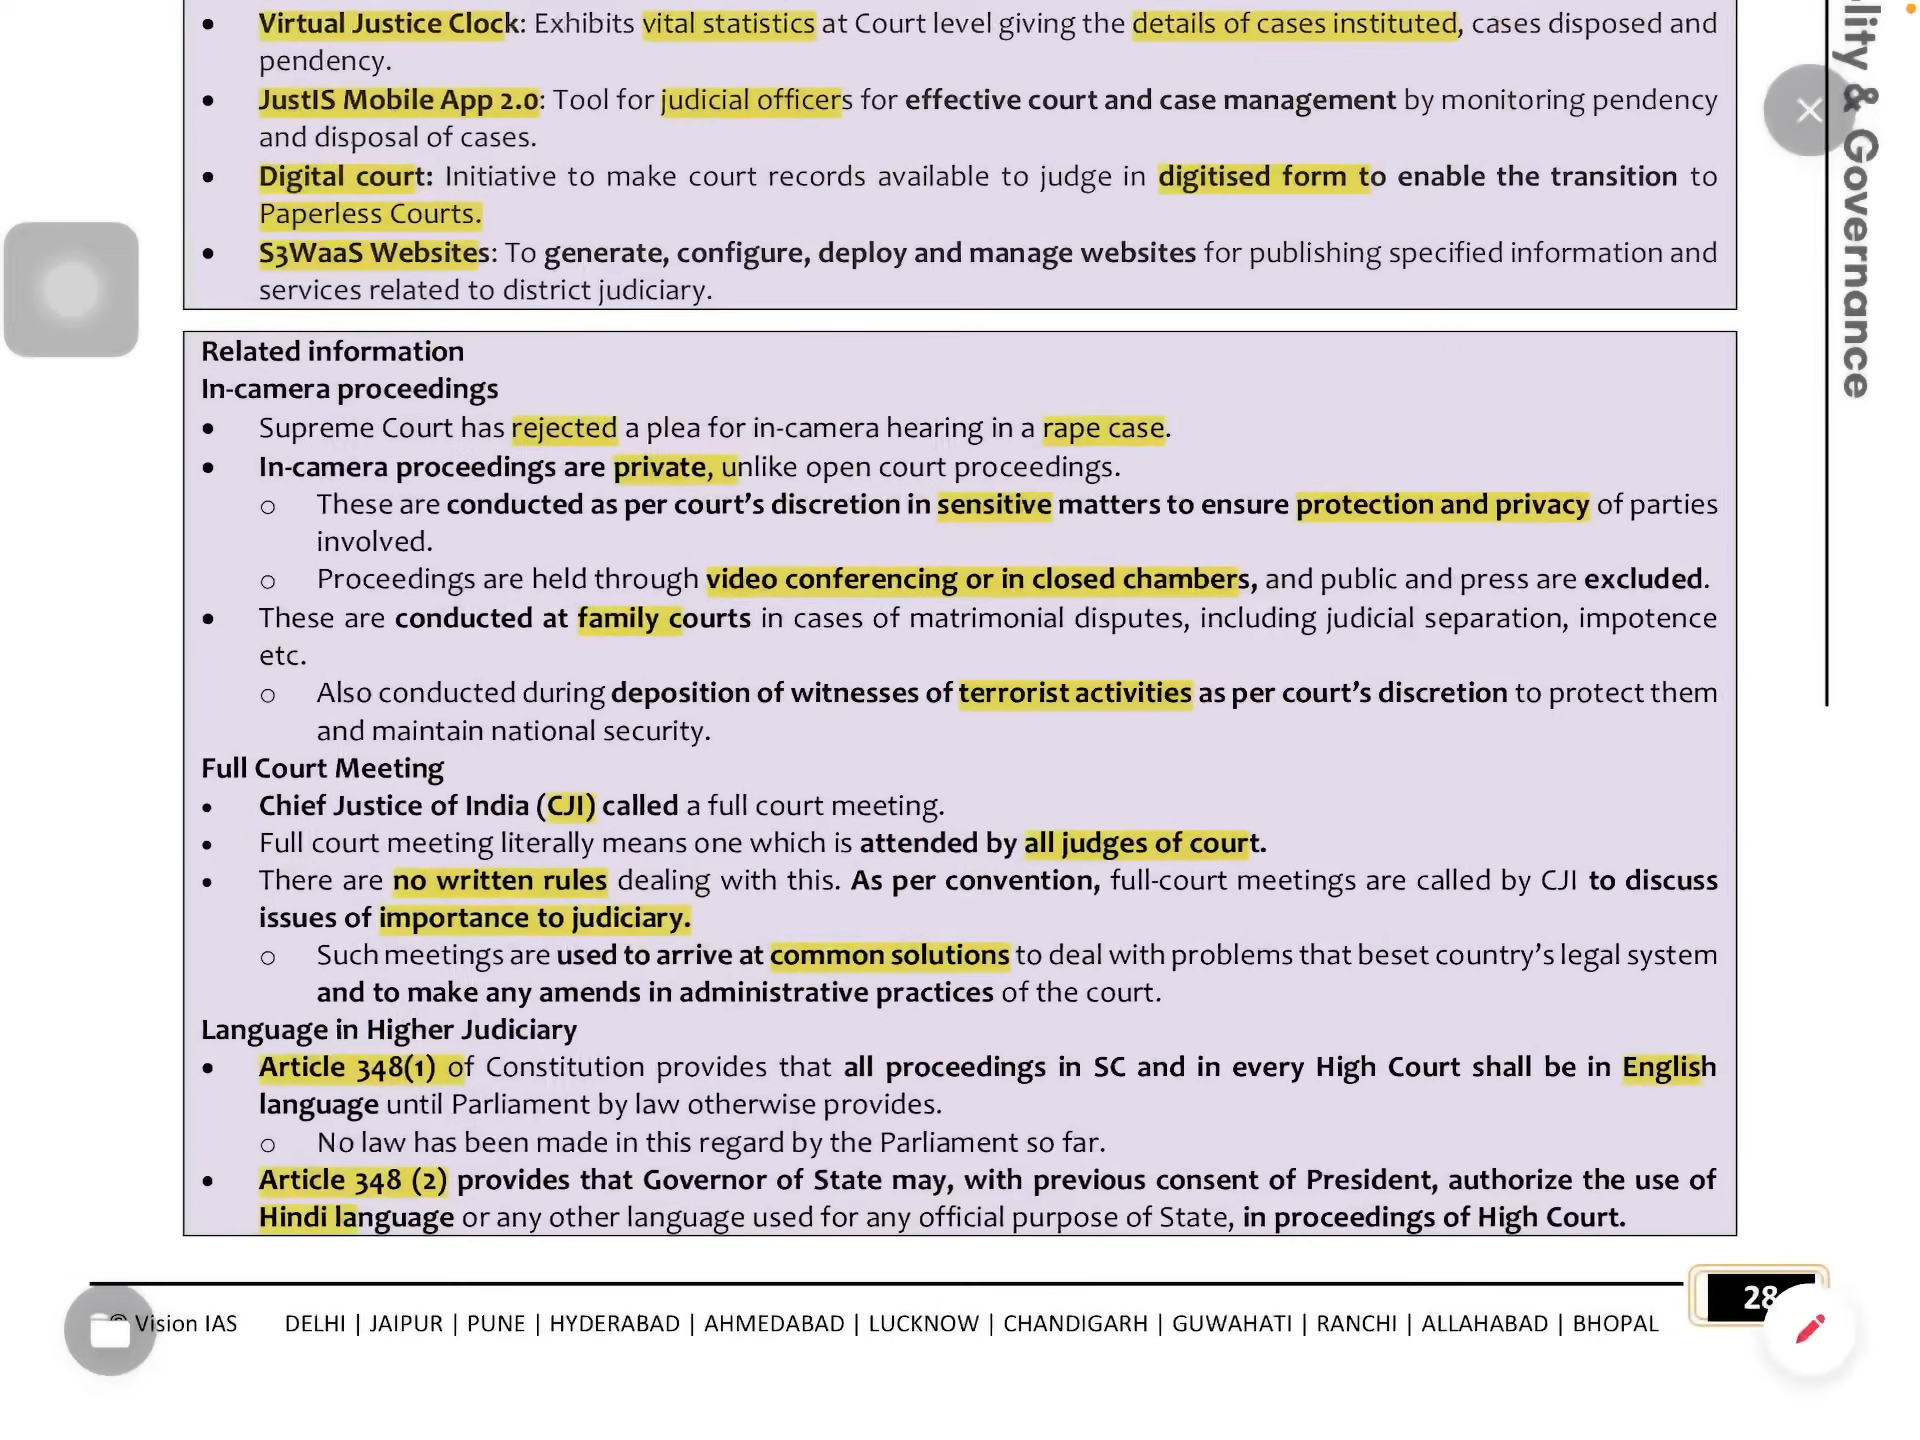 • Virtual Justice Clock: Exhibits vital statistics at Court level giving the details of cases instituted, cases disposed and
pendency.
• JustIS Mobile App 2.0: Tool for judicial officers for effective court and case management by monitoring pendency
and disposal of cases.
• Digital court: Initiative to make court records available to judge in digitised form to enable the transition to
Paperless Courts.
• S3WaaS Websites: To generate, configure, deploy and manage websites for publishing specified information and
services related to district judiciary.
Related information
In-camera proceedings
• Supreme Court has rejected a plea for in-camera hearing in a rape case.
• In-camera proceedings are private, unlike open court proceedings.
o These are conducted as per court's discretion in sensitive matters to ensure protection and privacy of parties
involved.
o Proceedings are held through video conferencing or in closed chambers, and public and press are excluded.
• These are conducted at family courts in cases of matrimonial disputes, including judicial separation, impotence
etc.
o Also conducted during deposition of witnesses of terrorist activities as per court's discretion to protect them
and maintain national security.
Full Court Meeting
• Chief Justice of India (CJI) called a full court meeting.
• Full court meeting literally means one which is attended by all judges of court.
• There are no written rules dealing with this. As per convention, full-court meetings are called by CJI to discuss
issues of importance to judiciary.
o Such meetings are used to arrive at common solutions to deal with problems that beset country's legal system
and to make any amends in administrative practices of the court.
Language in Higher Judiciary
• Article 348(1) of Constitution provides that all proceedings in SC and in every High Court shall be in English
language until Parliament by law otherwise provides.
o No law has been made in this regard by the Parliament so far.
• Article 348 (2) provides that Governor of State may, with previous consent of President, authorize the use of
Hindi language or any other language used for any official purpose of State, in proceedings of High Court.
lity & Governance
© Vision IAS DELHI | JAIPUR | PUNE | HYDERABAD | AHMEDABAD | LUCKNOW | CHANDIGARH | GUWAHATI | RANCHI | ALLAHABAD | BHOPAL
28